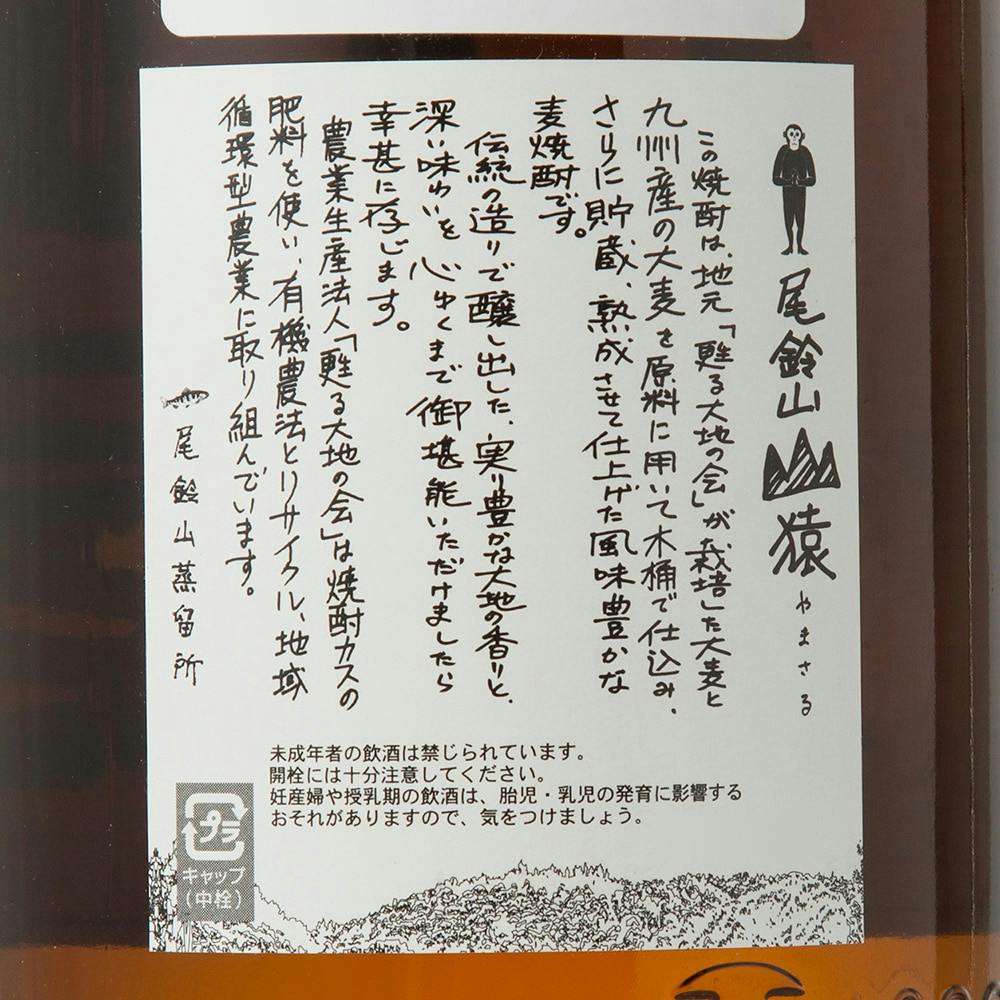 尾鈴山 山猿 やまさる
この焼酎は、地元「甦る大地の会」が栽培した大麦と
九州産の大麦を原料に用いて木桶で仕込み、
さらに貯蔵、熟成させて仕上げた風味豊かな
麦焼酎です。
伝統の造りで醸し出した、実り豊かな大地の香りと、
深い味わいを心ゆくまで御堪能いただけましたら
幸甚に存じます。
農業生産法人「甦る大地の会」は焼酎カスの
肥料を使い、有機農法とリサイクル、地域
循環型農業に取り組んでいます。
尾鈴山蒸留所
未成年者の飲酒は禁じられています。
開栓には十分注意してください。
妊産婦や授乳期の飲酒は、胎児・乳児の発育に影響する
おそれがありますので、気をつけましょう。
プラ
キャップ
(中栓)